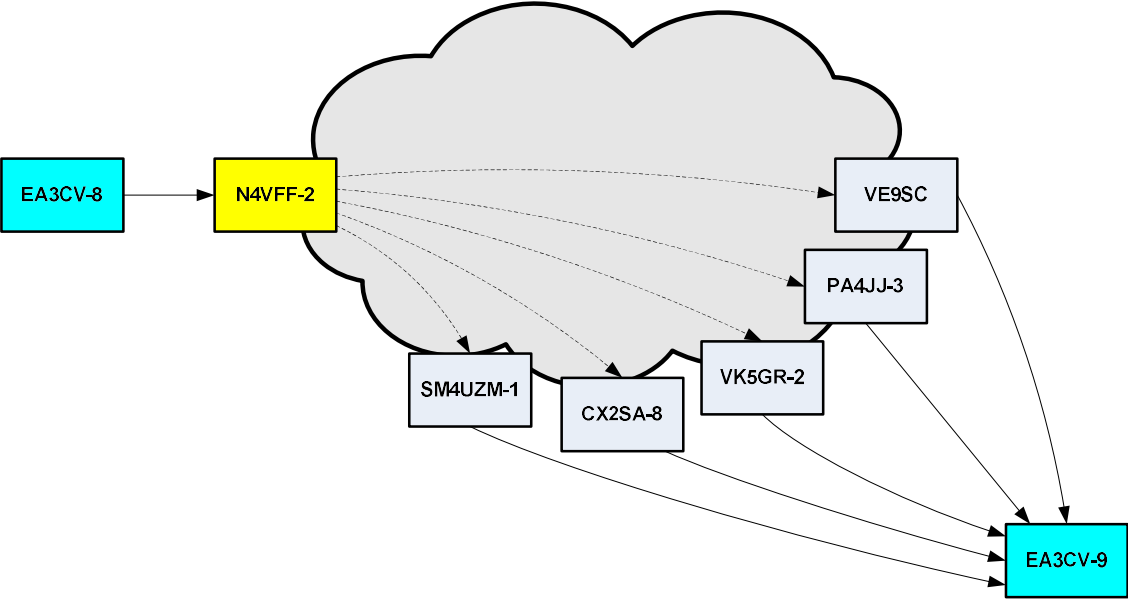 EA3CV-8
N4VFF-2
VE9SC
PA4JJ-3
VK5GR-2
SM4UZM-1
CX2SA-8
EA3CV-9